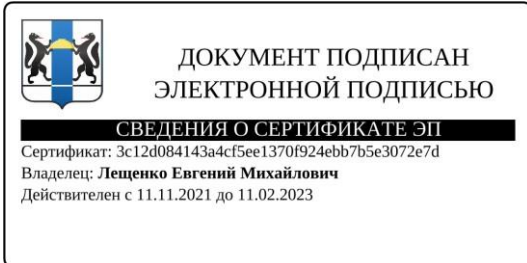 ДОКУМЕНТ ПОДПИСАН
ЭЛЕКТРОННОЙ ПОДПИСЬЮ
СВЕДЕНИЯ О СЕРТИФИКАТЕ ЭП
Сертификат: 3c12d084143a4cf5ee1370f924ebb7b5e3072e7d
Владелец: Лещенко Евгений Михайлович
Действителен с 11.11.2021 до 11.02.2023